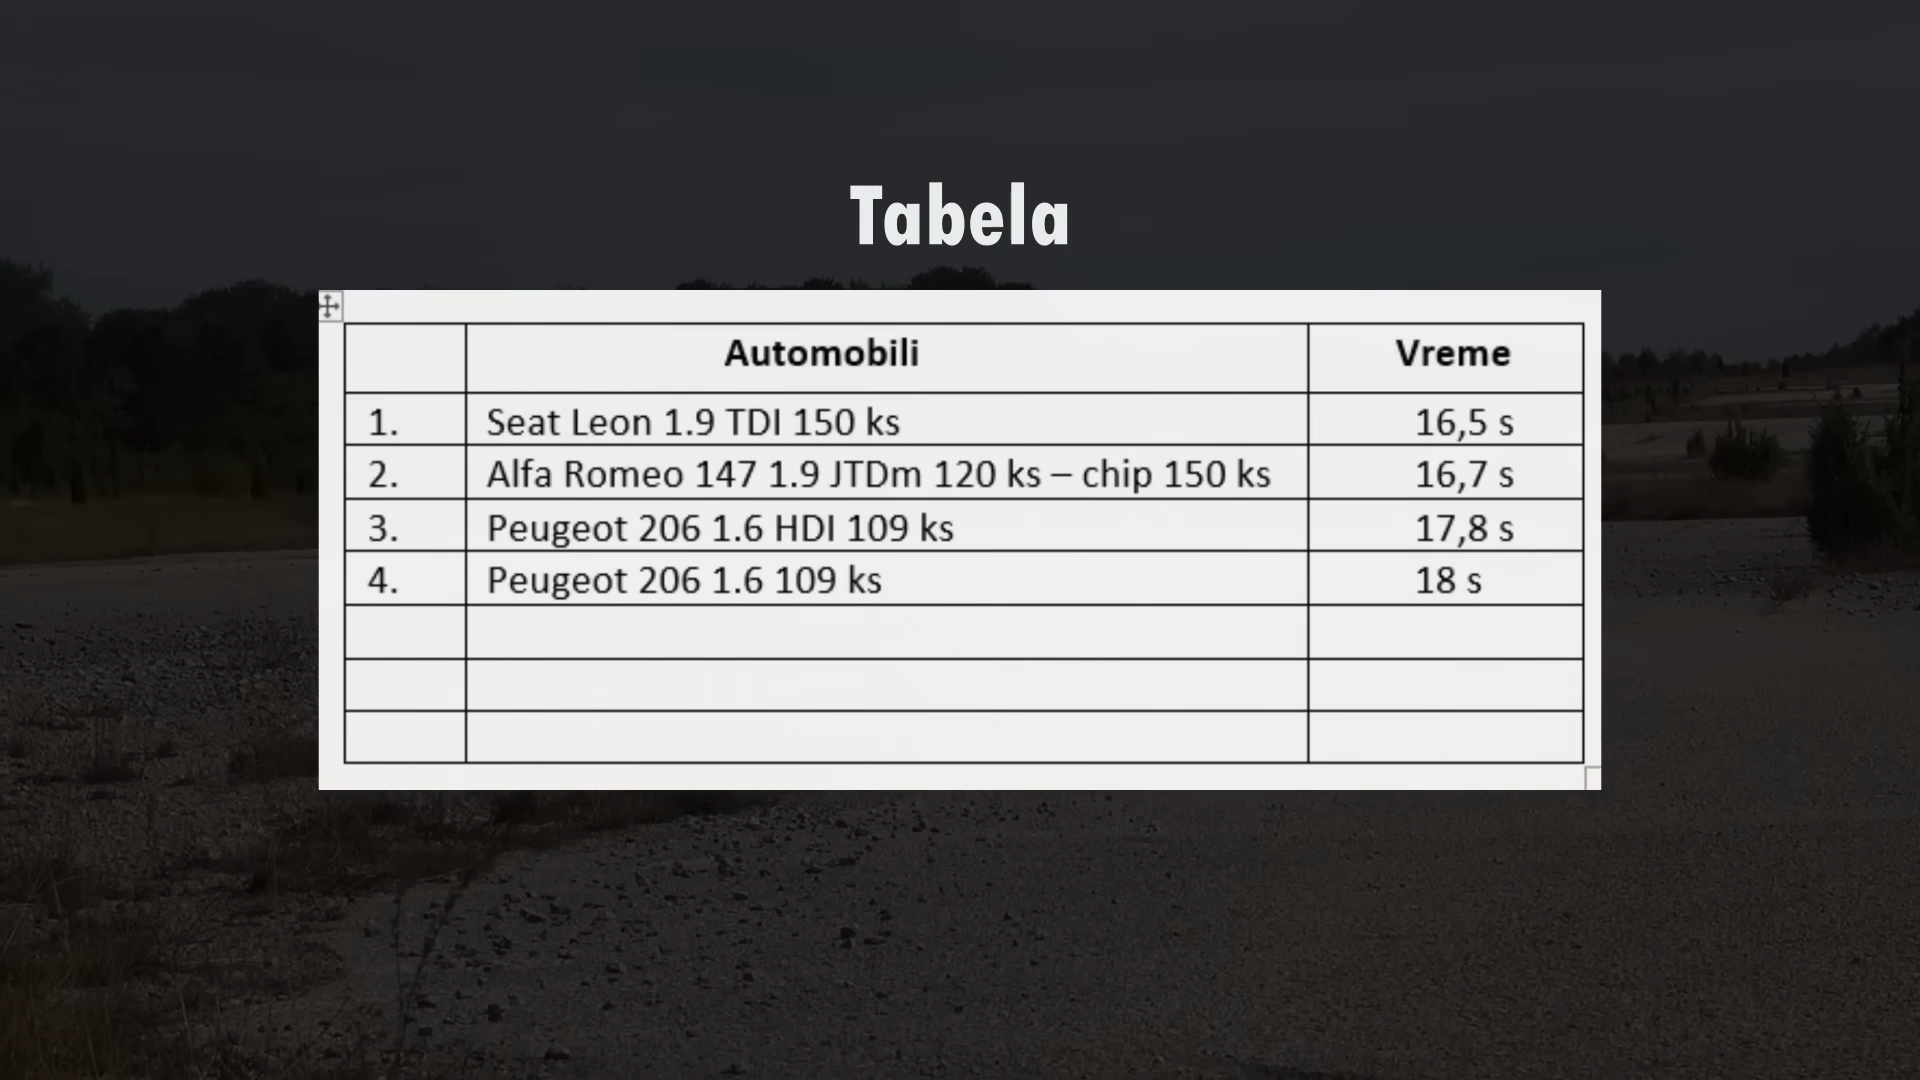 Tabela
Automobili Vreme
1. Seat Leon 1.9 TDI 150 ks 16,5 s
2. Alfa Romeo 147 1.9 JTDm 120 ks – chip 150 ks 16,7 s
3. Peugeot 206 1.6 HDI 109 ks 17,8 s
4. Peugeot 206 1.6 109 ks 18 s